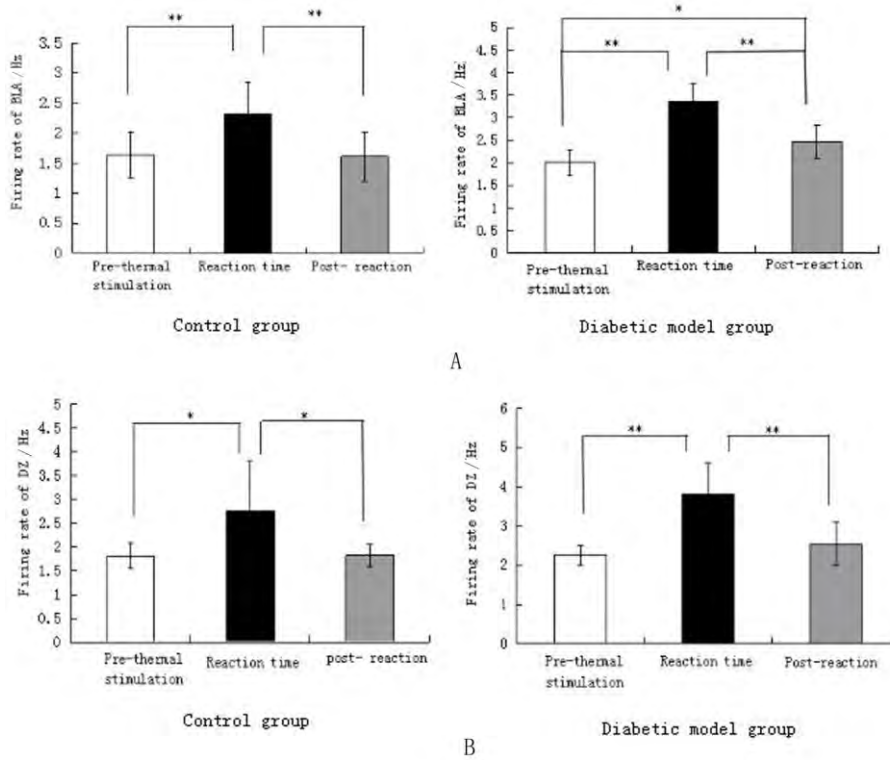 **
**
3.5
3
2.5
2
1.5
1
0.5
0
Firing rate of BLA/Hz
Pre-thermal
stimulation
Reaction time
Post- reaction
Control group
*
**
**
5
4.5
4
3.5
3
2.5
2
1.5
1
0.5
0
Firing rate of BLA/Hz
Pre-thermal
stimulation
Reaction time
Post-reaction
Diabetic model group
A
*
*
5
4.5
4
3.5
3
2.5
2
1.5
1
0.5
0
Firing rate of DZ/Hz
Pre-thermal
stimulation
Reaction time
post- reaction
Control group
**
**
6
5
4
3
2
1
0
Firing rate of DZ/Hz
Pre-thermal
stimulation
Reaction time
Post-reaction
Diabetic model group
B